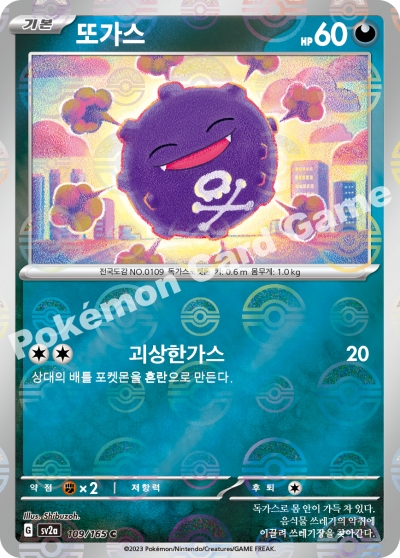 기본 또가스 HP 60
전국도감 NO.0109 독가스포켓몬 키: 0.6 m 몸무게: 1.0 kg
Pokémon Card Game
괴상한가스 20
상대의 배틀 포켓몬을 혼란으로 만든다.
약점 ×2 저항력 후퇴
Illus. Shibuzoh.
G sv2a 109/165 C
독가스로 몸 안이 가득 차 있다.
음식물 쓰레기의 악취에
이끌려 쓰레기장을 찾아온다.
©2023 Pokémon/Nintendo/Creatures/GAME FREAK.